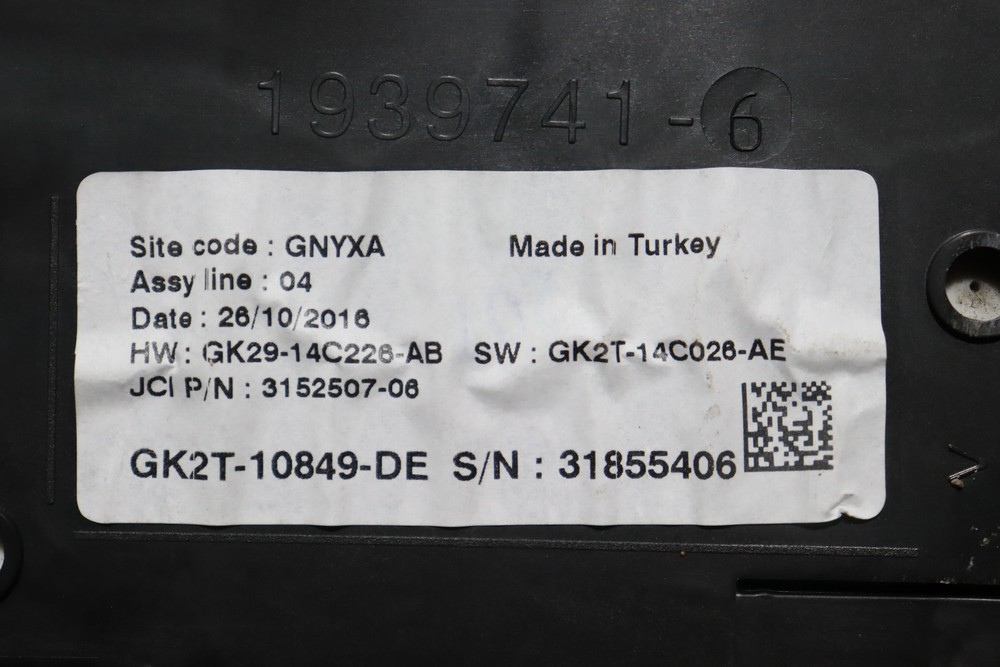 1939741-6
Site code : GNYXA Made in Turkey
Assy line : 04
Date : 26/10/2016
HW : GK29-14C226-AB SW : GK2T-14C026-AE
JCI P/N : 3152507-06
GK2T-10849-DE S/N : 31855406